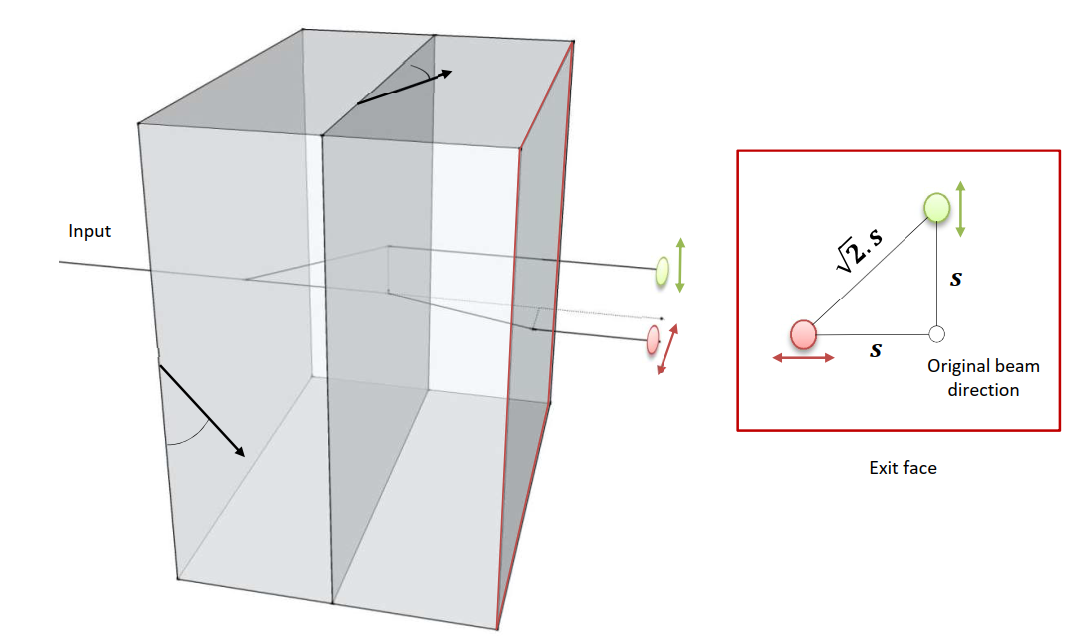 Input
√2. s
s
s
Original beam
direction
Exit face